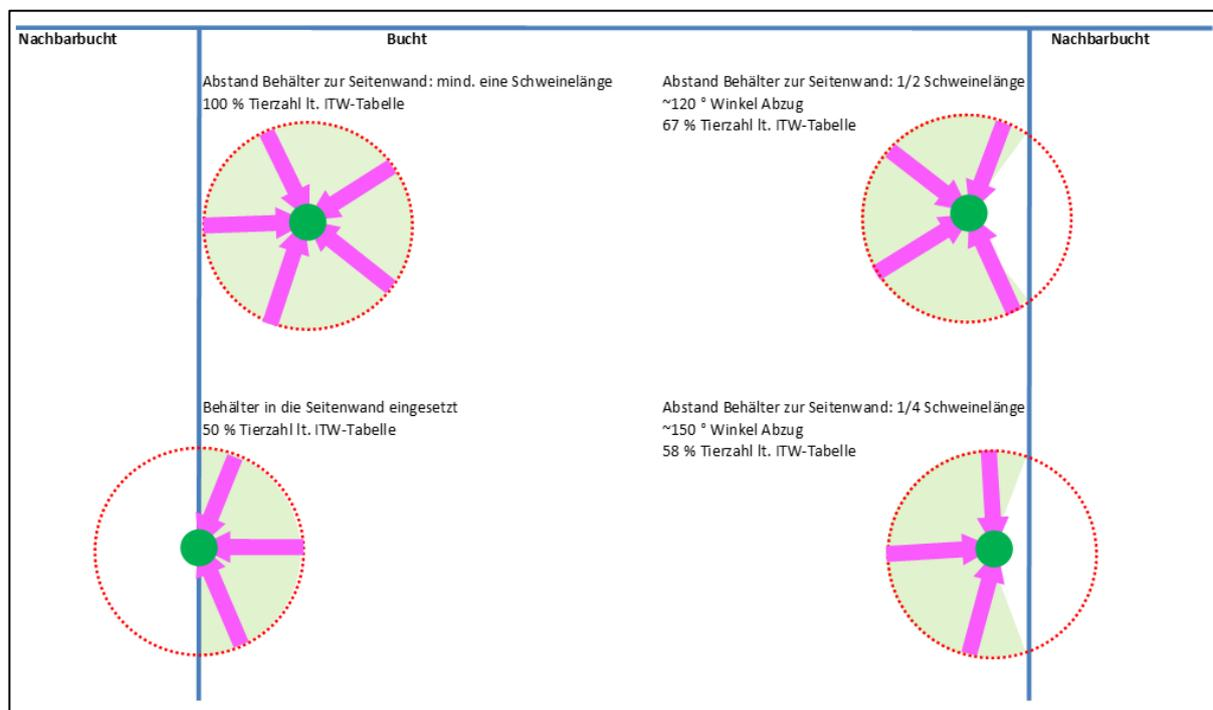 Nachbarbucht
Bucht
Nachbarbucht
Abstand Behälter zur Seitenwand: mind. eine Schweinelänge
100 % Tierzahl lt. ITW-Tabelle
Abstand Behälter zur Seitenwand: 1/2 Schweinelänge
~120 ° Winkel Abzug
67 % Tierzahl lt. ITW-Tabelle
Behälter in die Seitenwand eingesetzt
50 % Tierzahl lt. ITW-Tabelle
Abstand Behälter zur Seitenwand: 1/4 Schweinelänge
~150 ° Winkel Abzug
58 % Tierzahl lt. ITW-Tabelle